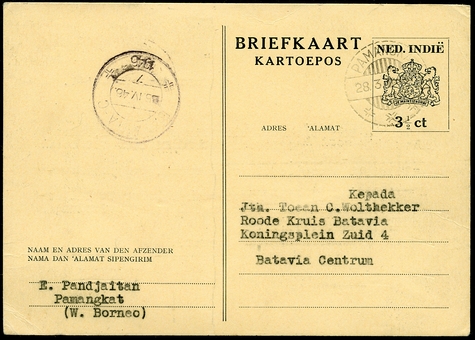 BRIEFKAART
KARTOEPOS
NED. INDIË
3½ ct
ADRES 'ALAMAT
Kepada
Jth. Toean C.Wolthekker
Roode Kruis Batavia
Koningsplein Zuid 4
Batavia Centrum
NAAM EN ADRES VAN DEN AFZENDER
NAMA DAN 'ALAMAT SIPENGIRIM
E. Pandjaitan
Pamangkat
(W. Borneo)